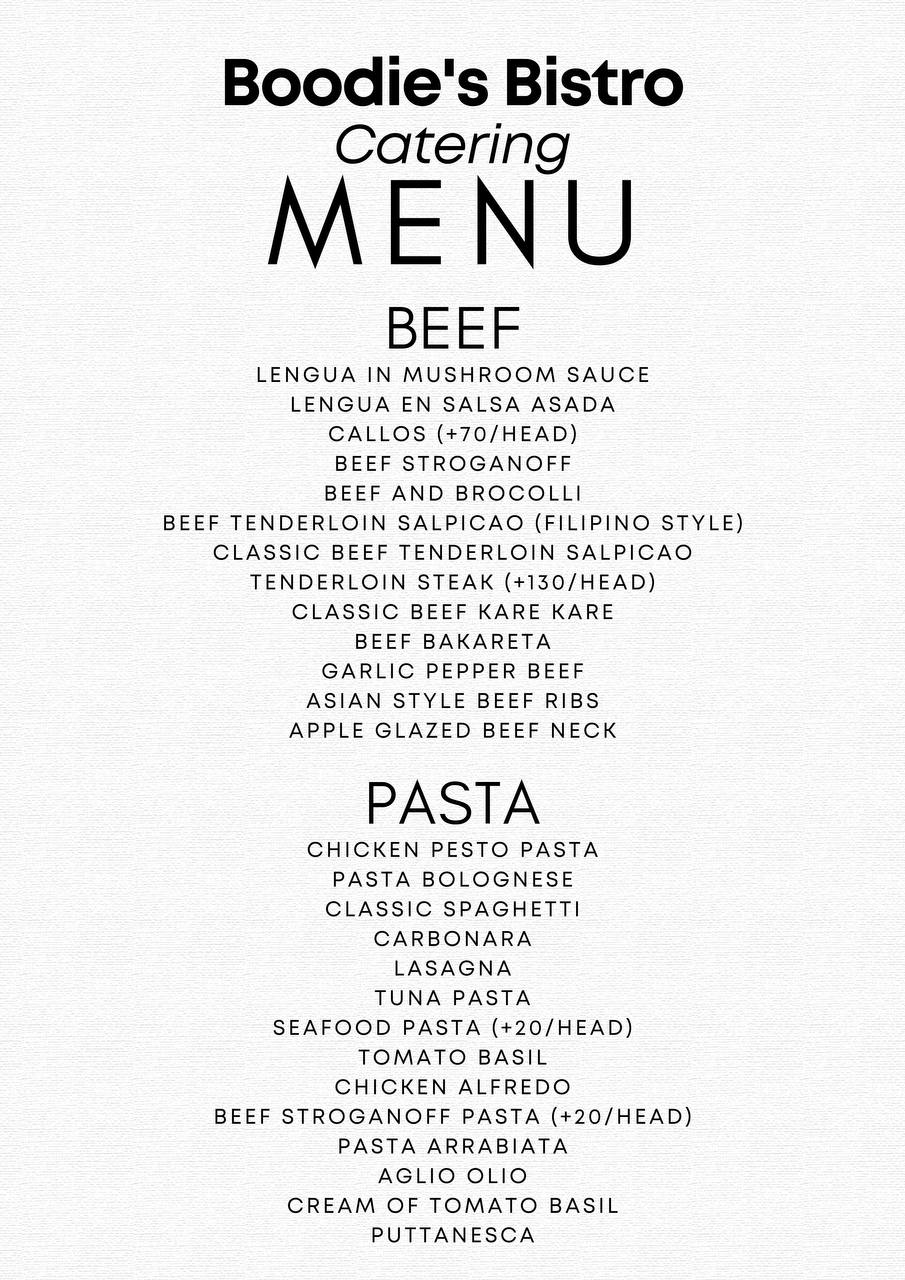 Boodie's Bistro
Catering
MENU
BEEF
LENGUA IN MUSHROOM SAUCE
LENGUA EN SALSA ASADA
CALLOS (+70/HEAD)
BEEF STROGANOFF
BEEF AND BROCOLLI
BEEF TENDERLOIN SALPICAO (FILIPINO STYLE)
CLASSIC BEEF TENDERLOIN SALPICAO
TENDERLOIN STEAK (+130/HEAD)
CLASSIC BEEF KARE KARE
BEEF BAKARETA
GARLIC PEPPER BEEF
ASIAN STYLE BEEF RIBS
APPLE GLAZED BEEF NECK
PASTA
CHICKEN PESTO PASTA
PASTA BOLOGNESE
CLASSIC SPAGHETTI
CARBONARA
LASAGNA
TUNA PASTA
SEAFOOD PASTA (+20/HEAD)
TOMATO BASIL
CHICKEN ALFREDO
BEEF STROGANOFF PASTA (+20/HEAD)
PASTA ARRABIATA
AGLIO OLIO
CREAM OF TOMATO BASIL
PUTTANESCA